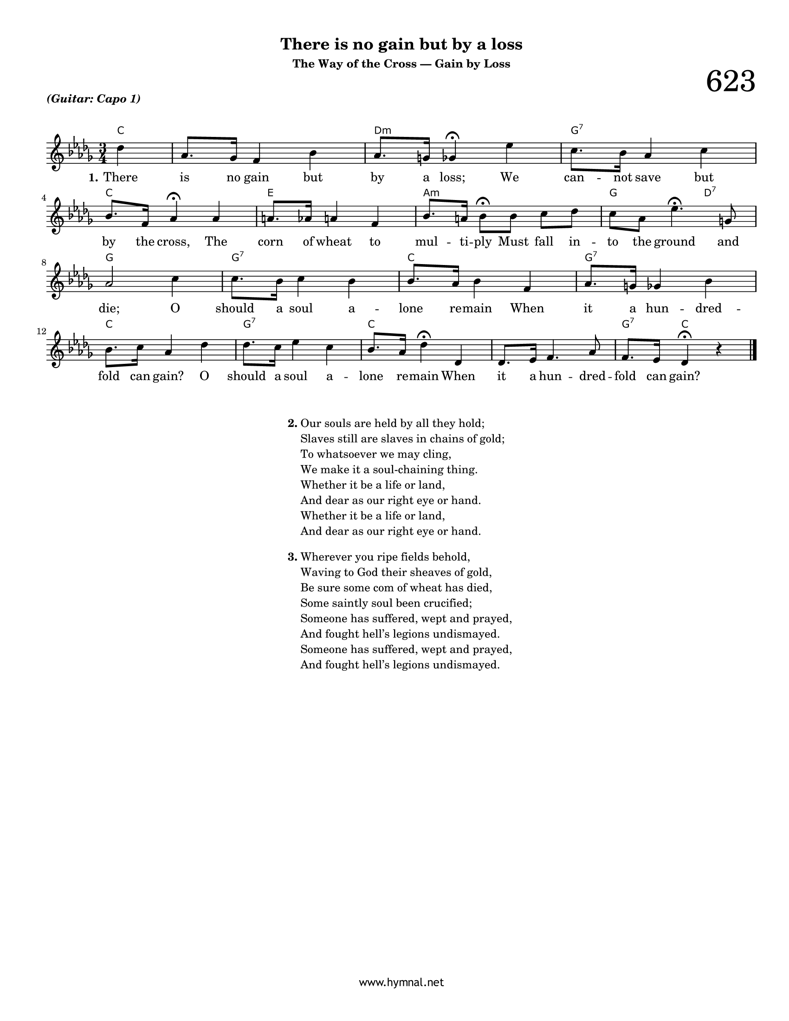 There is no gain but by a loss
The Way of the Cross — Gain by Loss
623
(Guitar: Capo 1)
C Dm G7
1. There is no gain but by a loss; We can - not save but
4 C E Am G D7
by the cross, The corn of wheat to mul - ti-ply Must fall in - to the ground and
8 G G7 C G7
die; O should a soul a - lone remain When it a hun - dred -
12 C G7 C G7 C
fold can gain? O should a soul a - lone remain When it a hun - dred - fold can gain?
2. Our souls are held by all they hold;
Slaves still are slaves in chains of gold;
To whatsoever we may cling,
We make it a soul-chaining thing.
Whether it be a life or land,
And dear as our right eye or hand.
Whether it be a life or land,
And dear as our right eye or hand.
3. Wherever you ripe fields behold,
Waving to God their sheaves of gold,
Be sure some com of wheat has died,
Some saintly soul been crucified;
Someone has suffered, wept and prayed,
And fought hell's legions undismayed.
Someone has suffered, wept and prayed,
And fought hell's legions undismayed.
www.hymnal.net